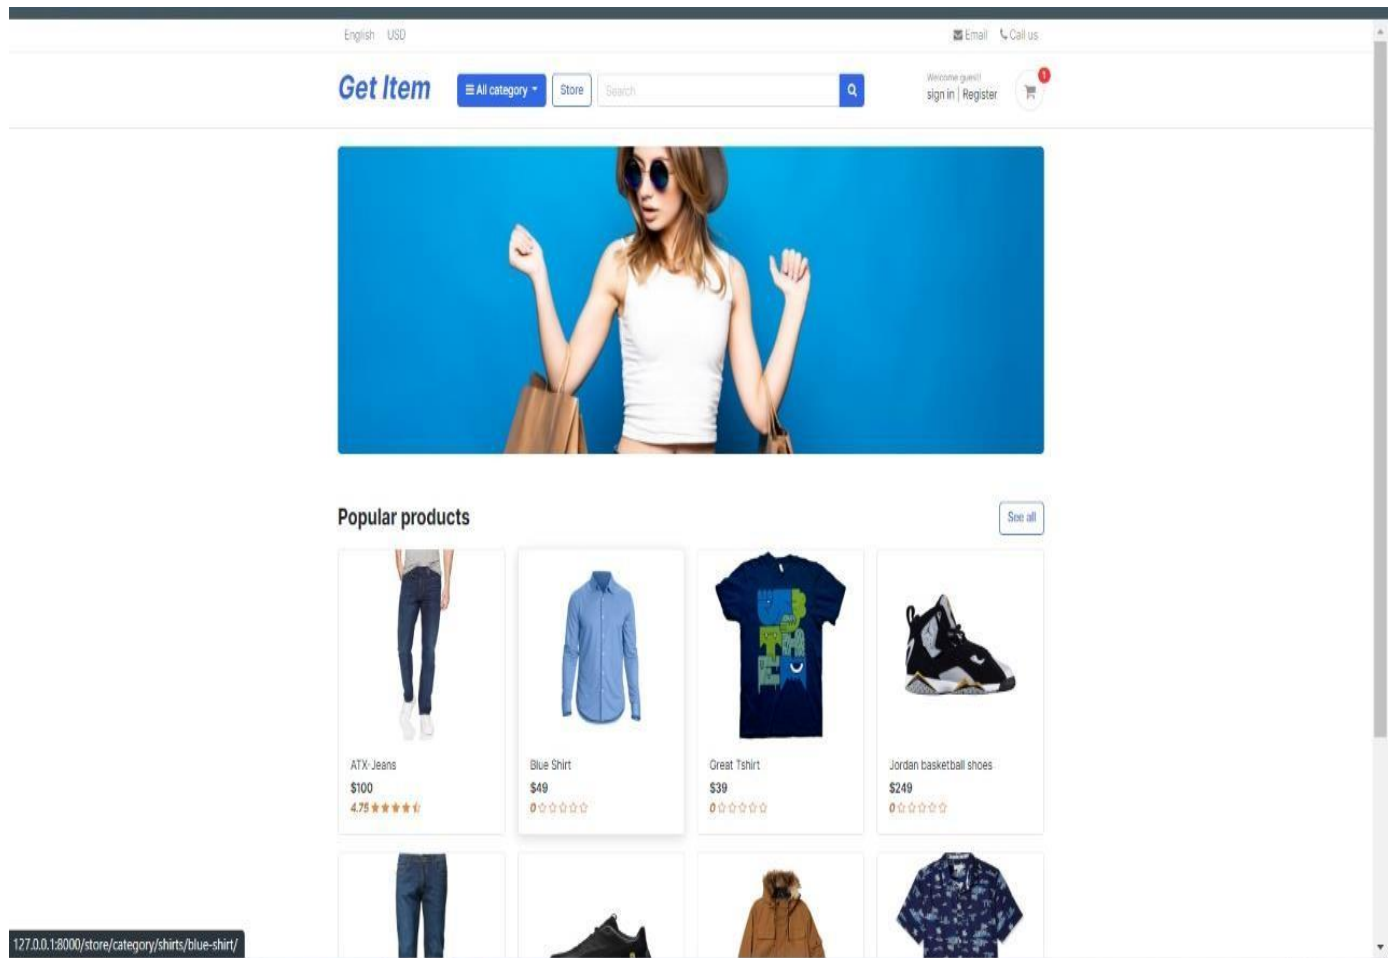 English USD
Email Call us
Get Item
All category
Store
Search
Welcome guest!
sign in | Register
1
Popular products
See all
ATX-Jeans
$100
4.75
Blue Shirt
$49
0
Great Tshirt
$39
0
Jordan basketball shoes
$249
0
127.0.0.1:8000/store/category/shirts/blue-shirt/